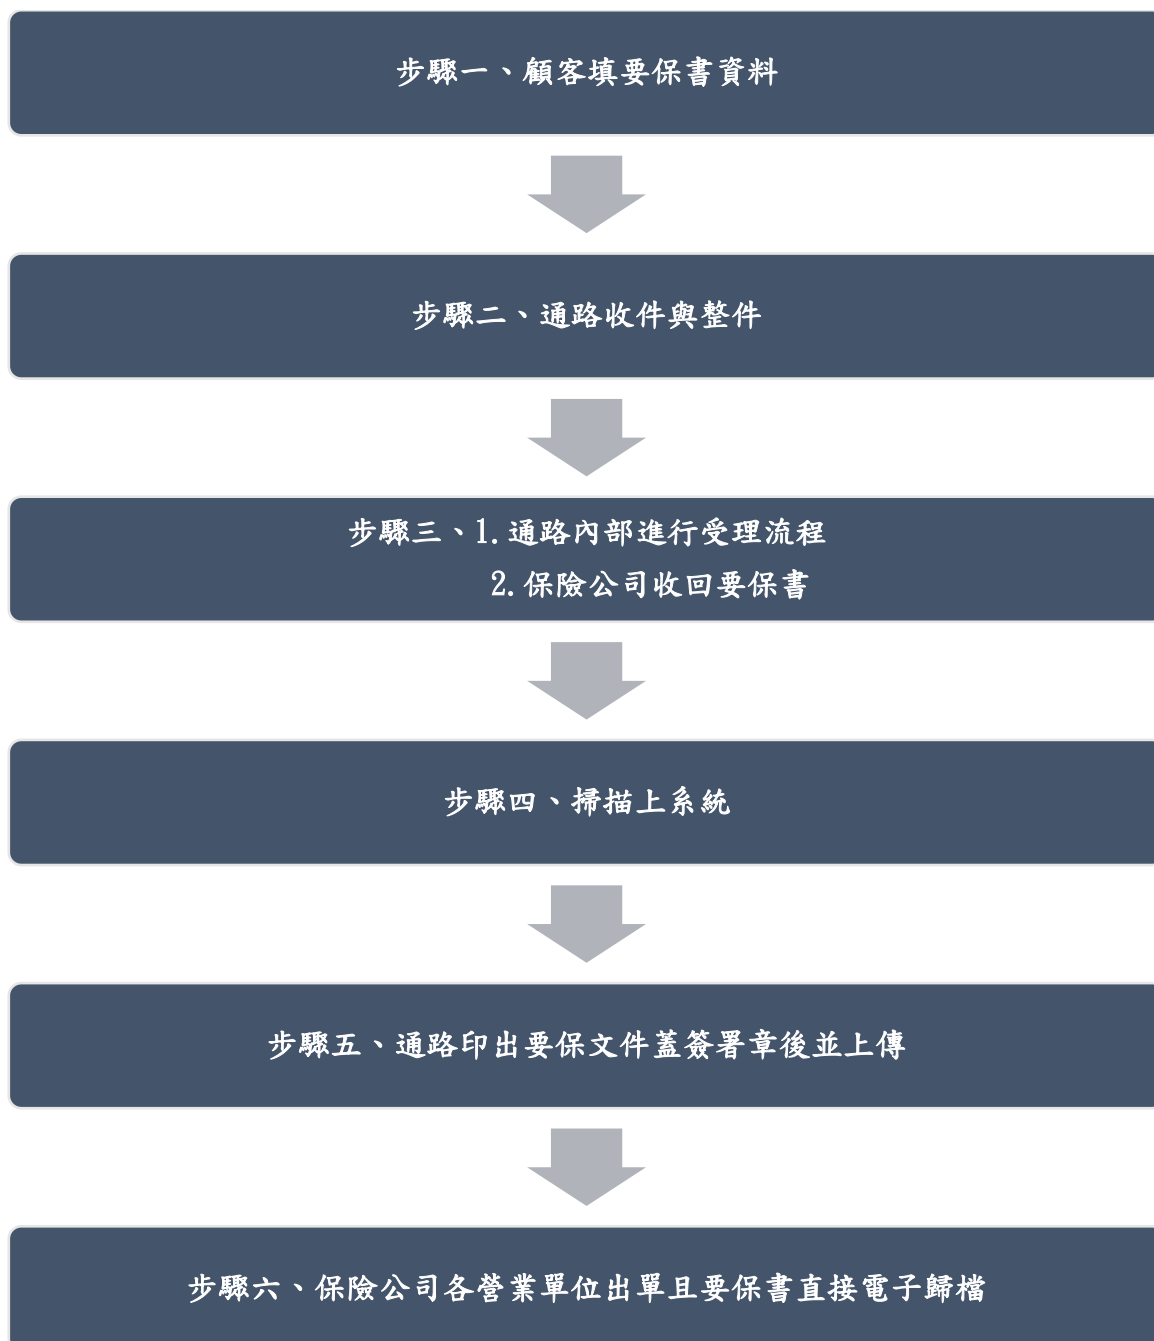 步驟一、顧客填要保書資料
步驟二、通路收件與整件
步驟三、1.通路內部進行受理流程
2.保險公司收回要保書
步驟四、掃描上系統
步驟五、通路印出要保文件蓋簽署章後並上傳
步驟六、保險公司各營業單位出單且要保書直接電子歸檔